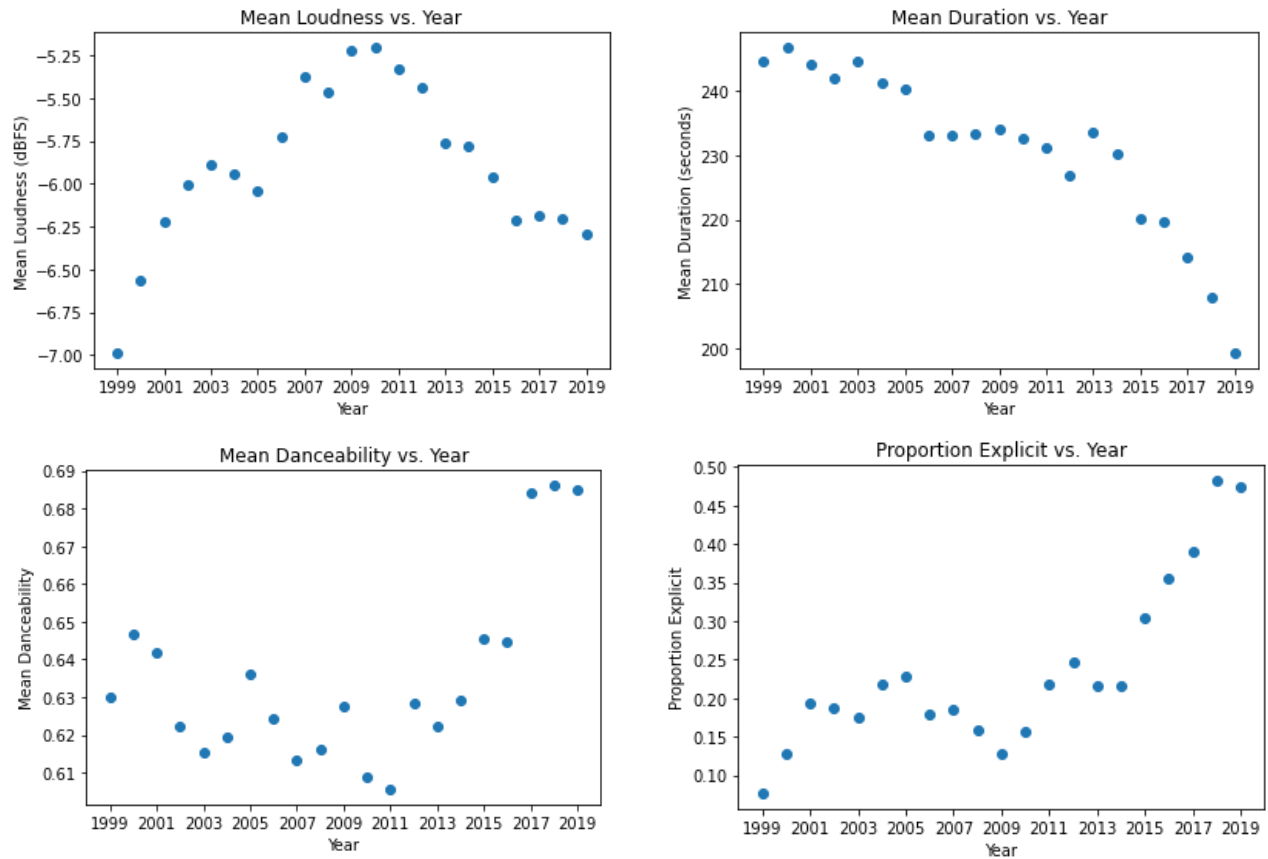 Mean Loudness vs. Year
Mean Loudness (dBFS)
−5.25
−5.50
−5.75
−6.00
−6.25
−6.50
−6.75
−7.00
1999 2001 2003 2005 2007 2009 2011 2013 2015 2017 2019
Year
Mean Duration vs. Year
Mean Duration (seconds)
240
230
220
210
200
1999 2001 2003 2005 2007 2009 2011 2013 2015 2017 2019
Year
Mean Danceability vs. Year
Mean Danceability
0.69
0.68
0.67
0.66
0.65
0.64
0.63
0.62
0.61
1999 2001 2003 2005 2007 2009 2011 2013 2015 2017 2019
Year
Proportion Explicit vs. Year
Proportion Explicit
0.50
0.45
0.40
0.35
0.30
0.25
0.20
0.15
0.10
1999 2001 2003 2005 2007 2009 2011 2013 2015 2017 2019
Year